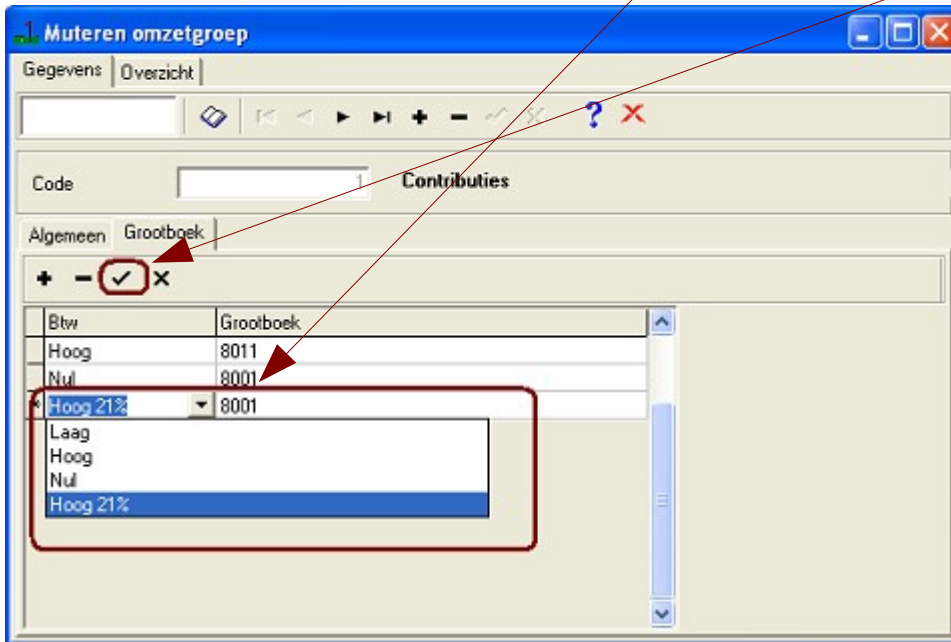 Muteren omzetgroep
Gegevens Overzicht
?
Code 1 Contributies
Algemeen Grootboek
Btw Grootboek
Hoog 8011
Nul 8001
Hoog 21% 8001
Laag
Hoog
Nul
Hoog 21%